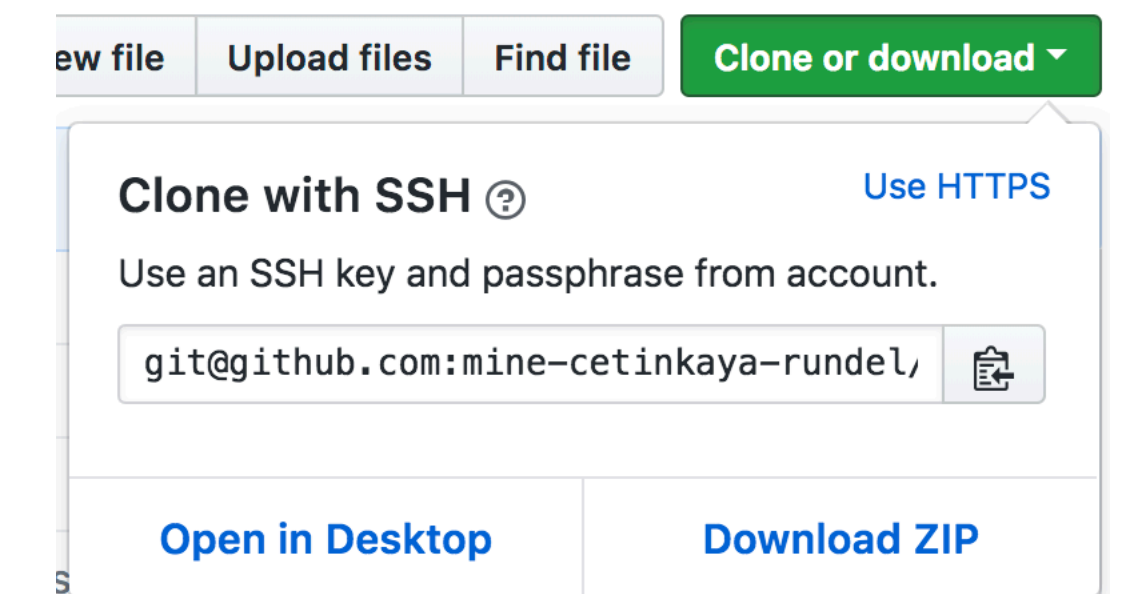 ew file Upload files Find file Clone or download
Clone with SSH ?
Use HTTPS
Use an SSH key and passphrase from account.
git@github.com:mine-cetinkaya-rundel/
Open in Desktop Download ZIP
s